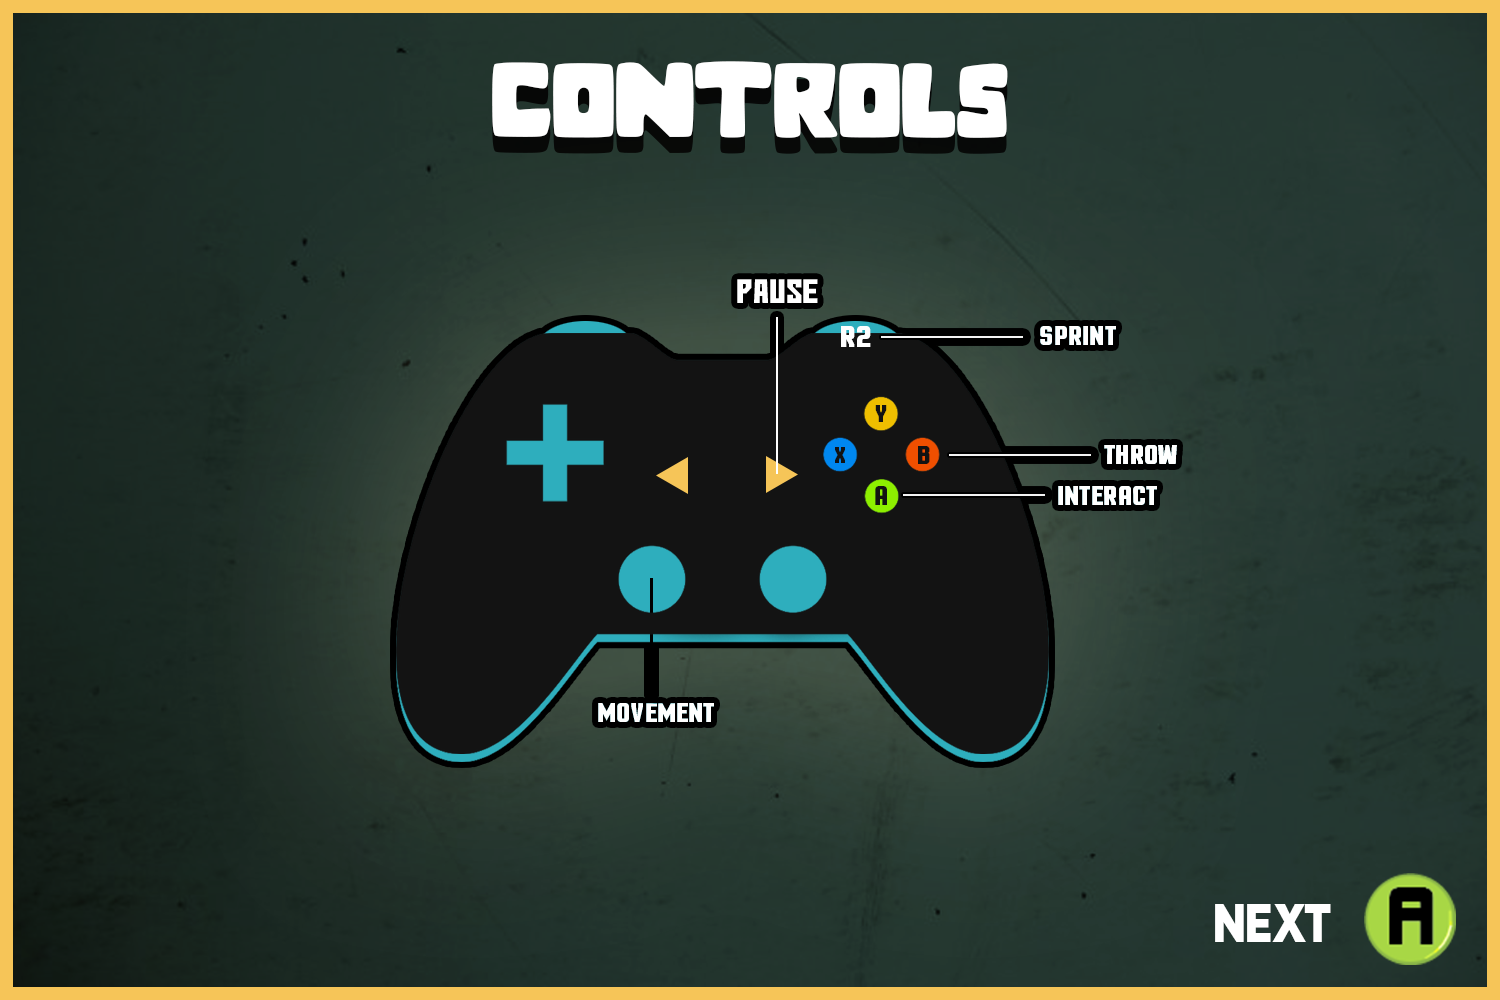 CONTROLS
PAUSE
R2 SPRINT
Y
X B THROW
A INTERACT
MOVEMENT
NEXT A